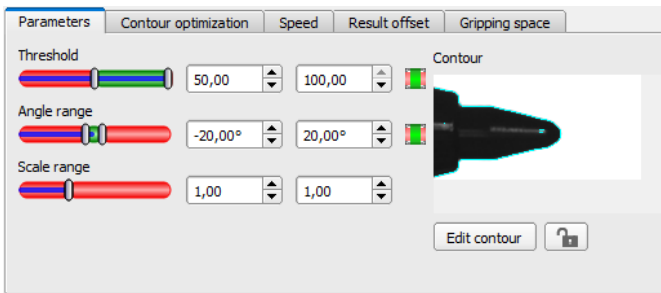 Parameters Contour optimization Speed Result offset Gripping space
Threshold
50,00 100,00
Contour
Angle range
-20,00° 20,00°
Scale range
1,00 1,00
Edit contour